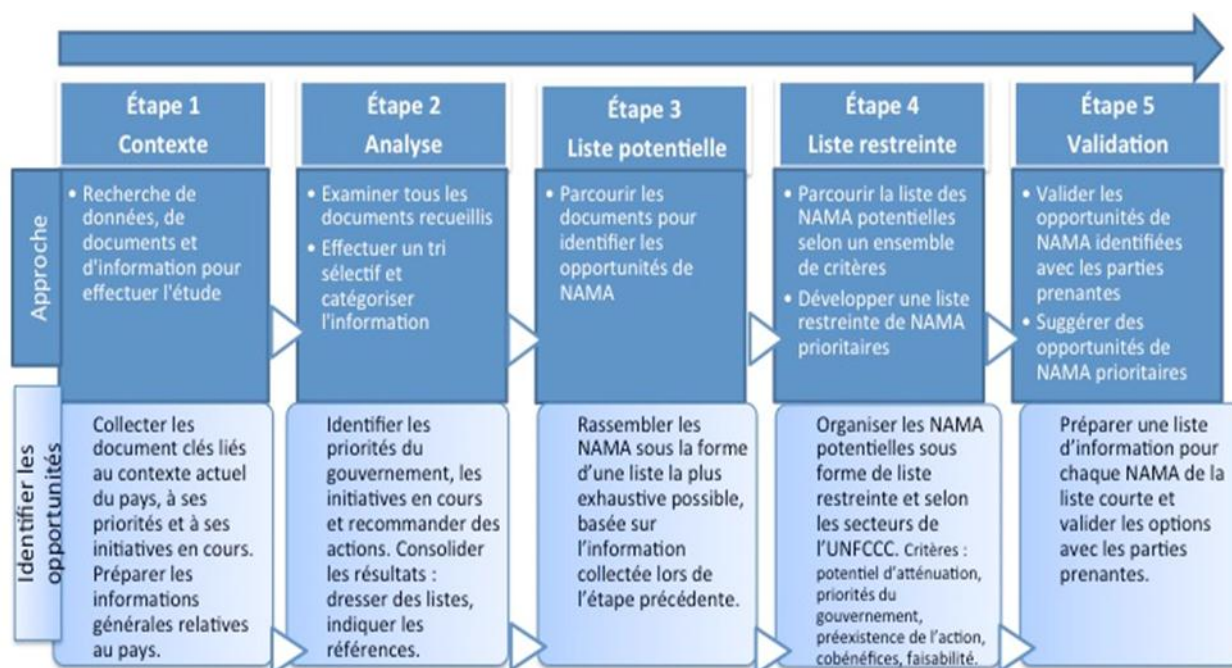 Étape 1
Contexte
Étape 2
Analyse
Étape 3
Liste potentielle
Étape 4
Liste restreinte
Étape 5
Validation
Approche
• Recherche de
données, de
documents et
d'information pour
effectuer l'étude
• Examiner tous les
documents recueillis
• Effectuer un tri
sélectif et
catégoriser
l'information
• Parcourir les
documents pour
identifier les
opportunités de
NAMA
• Parcourir la liste des
NAMA potentielles
selon un ensemble
de critères
• Développer une liste
restreinte de NAMA
prioritaires
• Valider les
opportunités de
NAMA identifiées
avec les parties
prenantes
• Suggérer des
opportunités de
NAMA prioritaires
Identifier les
opportunités
Collecter les
document clés liés
au contexte actuel
du pays, à ses
priorités et à ses
initiatives en cours.
Préparer les
informations
générales relatives
au pays.
Identifier les
priorités du
gouvernement, les
initiatives en cours
et recommander des
actions. Consolider
les résultats :
dresser des listes,
indiquer les
références.
Rassembler les
NAMA sous la forme
d'une liste la plus
exhaustive possible,
basée sur
l'information
collectée lors de
l'étape précédente.
Organiser les NAMA
potentielles sous
forme de liste
restreinte et selon
les secteurs de
l'UNFCCC. Critères :
potentiel d'atténuation,
priorités du
gouvernement,
préexistence de l'action,
cobénéfices, faisabilité.
Préparer une liste
d'information pour
chaque NAMA de la
liste courte et
valider les options
avec les parties
prenantes.